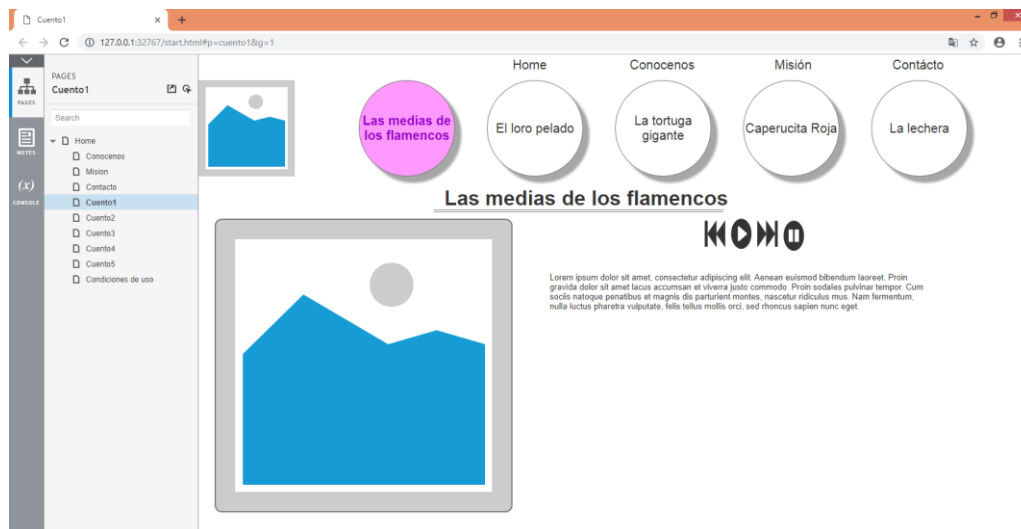 Cuento1
127.0.0.1:32767/start.html#p=cuento1&g=1
PAGES
NOTES
(x)
CONSOLE
PAGES
Cuento1
Search
Home
Conocenos
Mision
Contacto
Cuento1
Cuento2
Cuento3
Cuento4
Cuento5
Condiciones de uso
Home Conocenos Misión Contácto
Las medias de
los flamencos
El loro pelado
La tortuga
gigante
Caperucita Roja
La lechera
Las medias de los flamencos
Lorem ipsum dolor sit amet, consectetur adipiscing elit. Aenean euismod bibendum laoreet. Proin
gravida dolor sit amet lacus accumsan et viverra justo commodo. Proin sodales pulvinar tempor. Cum
sociis natoque penatibus et magnis dis parturient montes, nascetur ridiculus mus. Nam fermentum,
nulla luctus pharetra vulputate, felis tellus mollis orci, sed rhoncus sapien nunc eget.